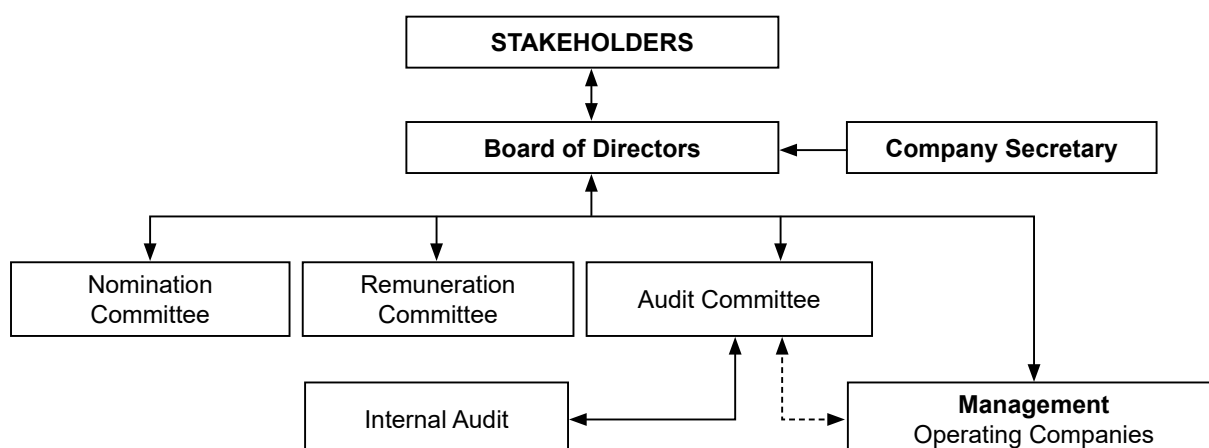 STAKEHOLDERS
Board of Directors
Company Secretary
Nomination
Committee
Remuneration
Committee
Audit Committee
Internal Audit
Management
Operating Companies